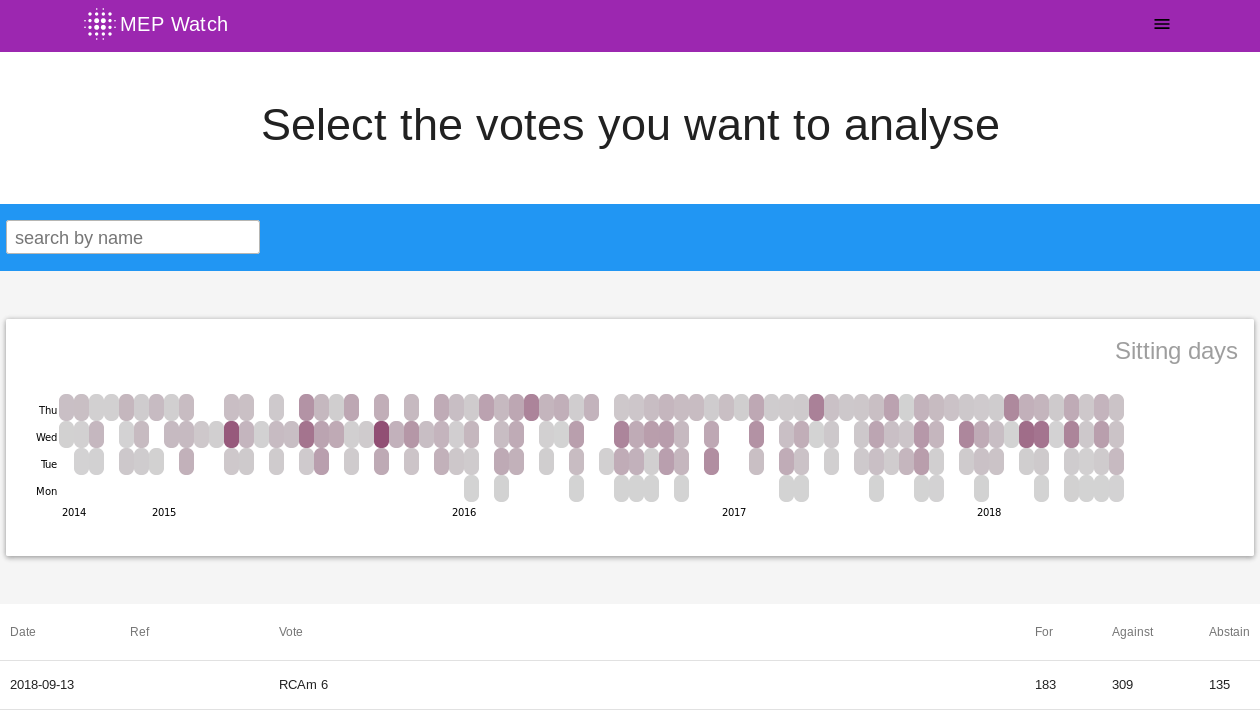 MEP Watch
Select the votes you want to analyse
search by name
Sitting days
Thu
Wed
Tue
Mon
2014 2015 2016 2017 2018
Date Ref Vote For Against Abstain
2018-09-13 RCAm 6 183 309 135